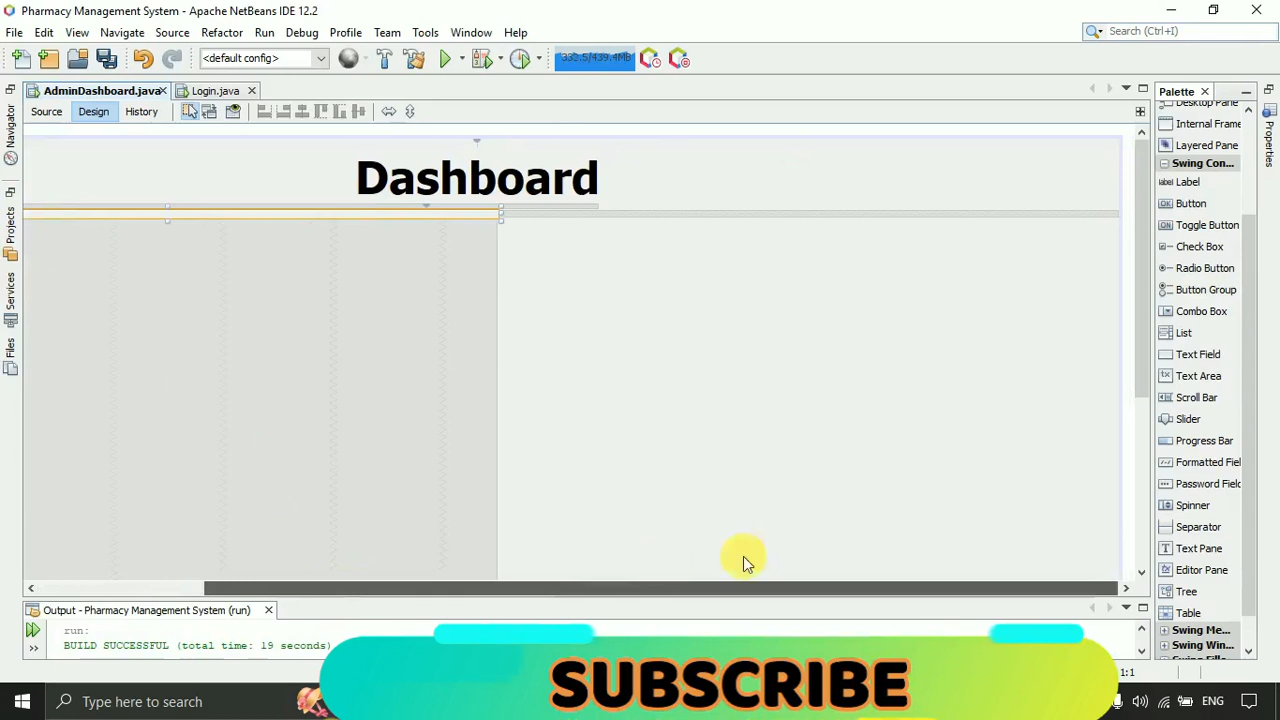 Pharmacy Management System - Apache NetBeans IDE 12.2
File Edit View Navigate Source Refactor Run Debug Profile Team Tools Window Help
Search (Ctrl+I)
<default config>
332.5/439.4MB
AdminDashboard.java
Login.java
Source Design History
Navigator
Projects
Services
Files
Dashboard
Palette
Properties
Desktop Pane
Internal Frame
Layered Pane
Swing Con...
Label
Button
Toggle Button
Check Box
Radio Button
Button Group
Combo Box
List
Text Field
Text Area
Scroll Bar
Slider
Progress Bar
Formatted Fiel
Password Fiel
Spinner
Separator
Text Pane
Editor Pane
Tree
Table
Swing Me...
Swing Win...
Output - Pharmacy Management System (run)
run:
BUILD SUCCESSFUL (total time: 19 seconds)
SUBSCRIBE
1:1
Type here to search
ENG